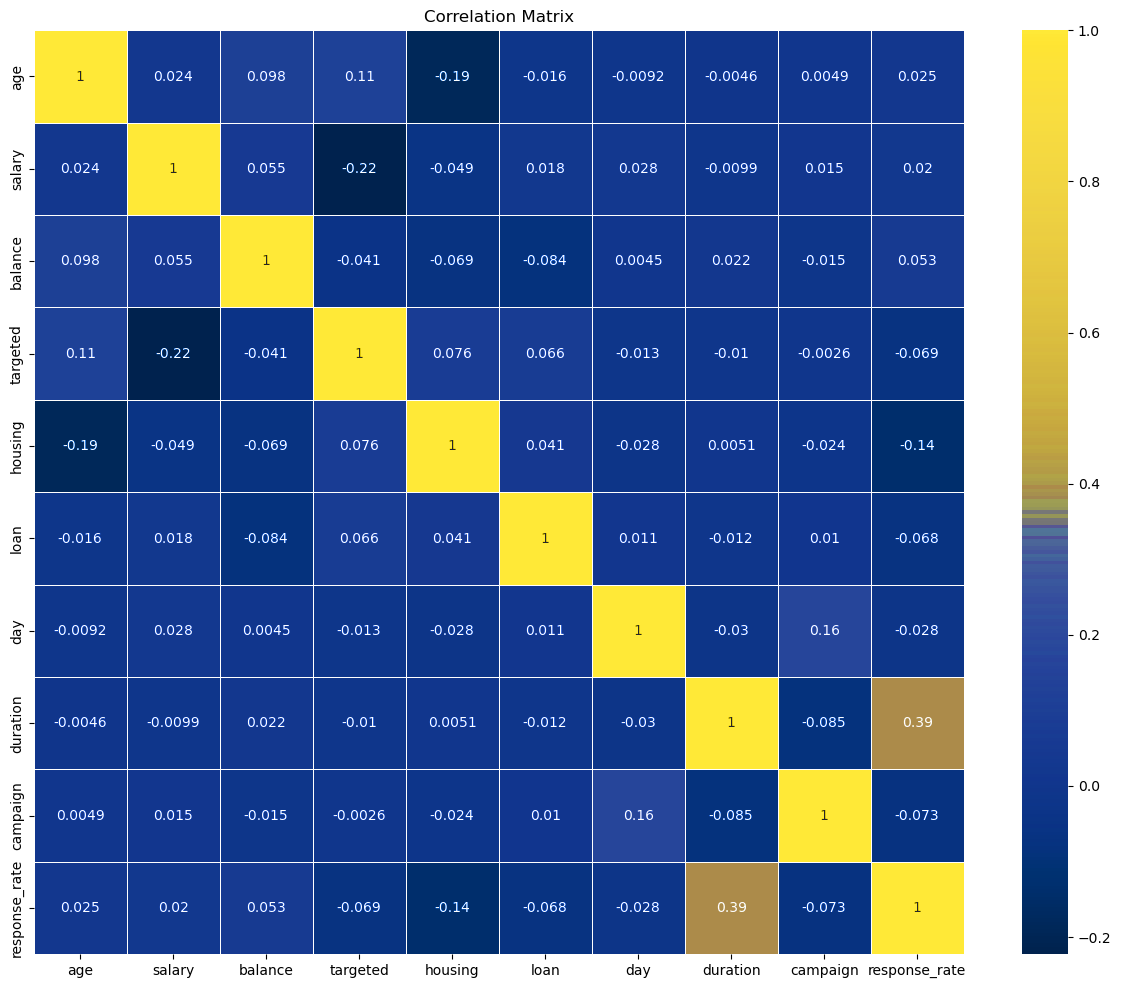 Correlation Matrix
age 1 0.024 0.098 0.11 -0.19 -0.016 -0.0092 -0.0046 0.0049 0.025
salary 0.024 1 0.055 -0.22 -0.049 0.018 0.028 -0.0099 0.015 0.02
balance 0.098 0.055 1 -0.041 -0.069 -0.084 0.0045 0.022 -0.015 0.053
targeted 0.11 -0.22 -0.041 1 0.076 0.066 -0.013 -0.01 -0.0026 -0.069
housing -0.19 -0.049 -0.069 0.076 1 0.041 -0.028 0.0051 -0.024 -0.14
loan -0.016 0.018 -0.084 0.066 0.041 1 0.011 -0.012 0.01 -0.068
day -0.0092 0.028 0.0045 -0.013 -0.028 0.011 1 -0.03 0.16 -0.028
duration -0.0046 -0.0099 0.022 -0.01 0.0051 -0.012 -0.03 1 -0.085 0.39
campaign 0.0049 0.015 -0.015 -0.0026 -0.024 0.01 0.16 -0.085 1 -0.073
response_rate 0.025 0.02 0.053 -0.069 -0.14 -0.068 -0.028 0.39 -0.073 1
age salary balance targeted housing loan day duration campaign response_rate
1.0
0.8
0.6
0.4
0.2
0.0
−0.2